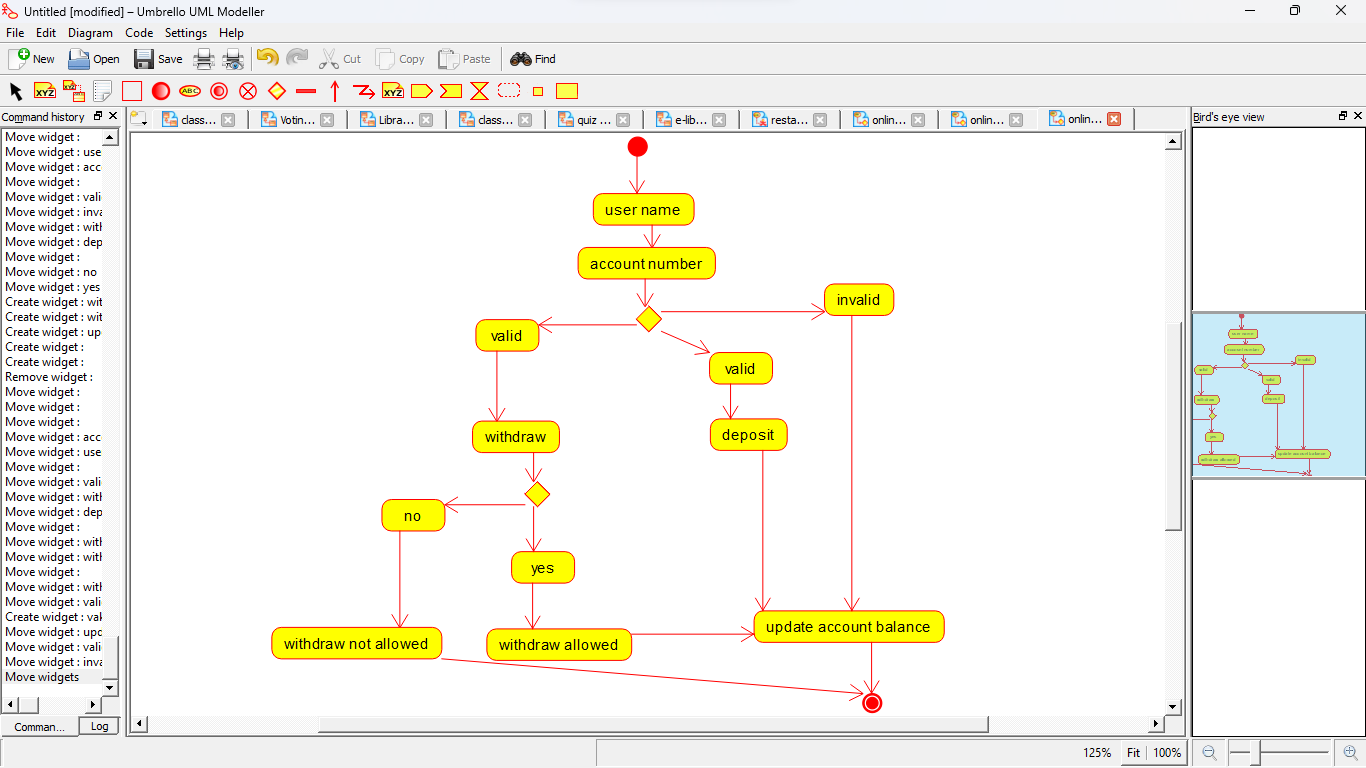 Untitled [modified] – Umbrello UML Modeller
File Edit Diagram Code Settings Help
New Open Save Cut Copy Paste Find
XYZ XYZ ABC XYZ
Command history
class... Votin... Libra... class... quiz ... e-lib... resta... onlin... onlin... onlin...
Bird's eye view
Move widget :
Move widget : use
Move widget : acc
Move widget :
Move widget : vali
Move widget : inva
Move widget : with
Move widget : dep
Move widget :
Move widget : no
Move widget : yes
Create widget : wit
Create widget : wit
Create widget : up
Create widget :
Create widget :
Remove widget :
Move widget :
Move widget :
Move widget :
Move widget : acc
Move widget : use
Move widget :
Move widget : vali
Move widget : with
Move widget : dep
Move widget :
Move widget : with
Move widget : with
Move widget :
Move widget : with
Move widget : vali
Create widget : val
Move widget : upd
Move widget : vali
Move widget : inva
Move widgets
Comman... Log
user name
account number
invalid
valid
valid
withdraw
deposit
no
yes
withdraw not allowed
withdraw allowed
update account balance
125% Fit 100%